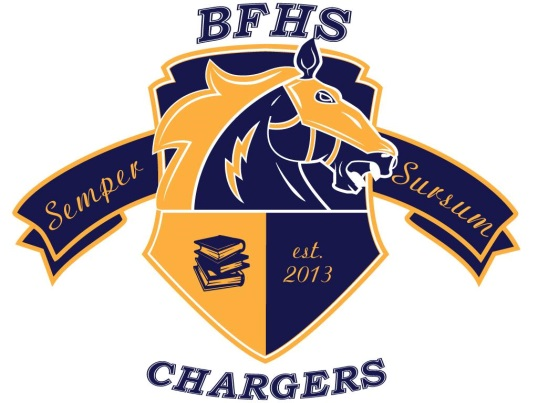 BFHS
Semper Sursum
est.
2013
CHARGERS